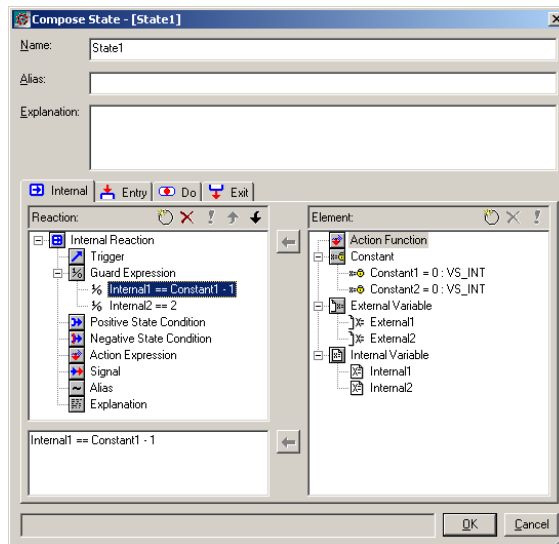 Compose State - [State1]
Name:
State1
Alias:
Explanation:
Internal
Entry
Do
Exit
Reaction:
Internal Reaction
Trigger
Guard Expression
Internal1 == Constant1 - 1
Internal2 == 2
Positive State Condition
Negative State Condition
Action Expression
Signal
Alias
Explanation
Internal1 == Constant1 - 1
Element:
Action Function
Constant
Constant1 = 0 : VS_INT
Constant2 = 0 : VS_INT
External Variable
External1
External2
Internal Variable
Internal1
Internal2
OK
Cancel